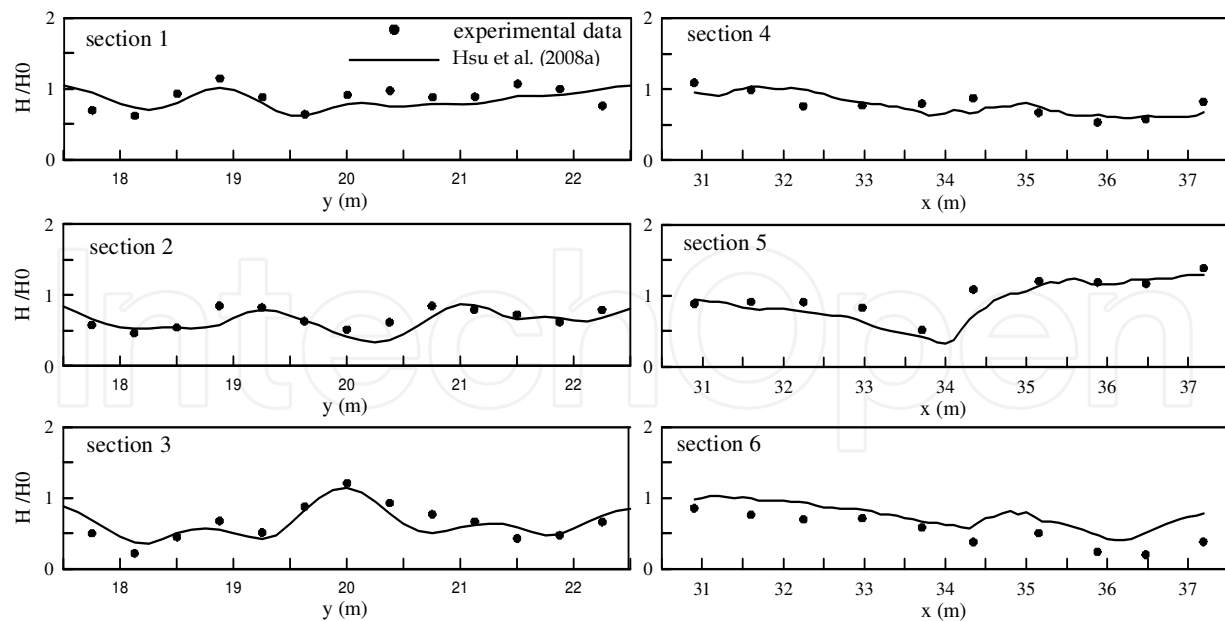 section 1
experimental data
Hsu et al. (2008a)
H /H0
2
1
0
18 19 20 21 22
y (m)
section 4
2
1
0
31 32 33 34 35 36 37
x (m)
section 2
H /H0
2
1
0
18 19 20 21 22
y (m)
section 5
2
1
0
31 32 33 34 35 36 37
x (m)
section 3
H /H0
2
1
0
18 19 20 21 22
y (m)
section 6
2
1
0
31 32 33 34 35 36 37
x (m)
IntechOpen